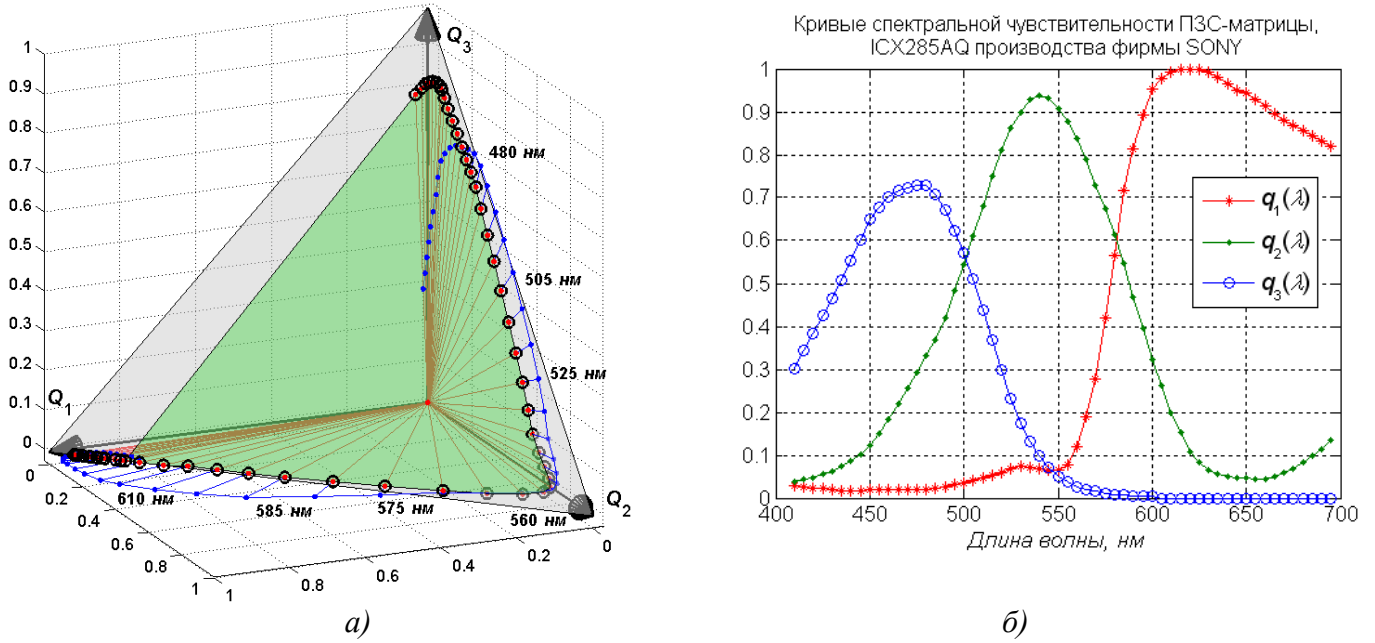 Q3
480 нм
505 нм
525 нм
Q1
Q2
610 нм
585 нм
575 нм
560 нм
1
0.9
0.8
0.7
0.6
0.5
0.4
0.3
0.2
0.1
0
0
0.2
0.4
0.6
0.8
1
1
0.8
0.6
0.4
0.2
0
а)
Кривые спектральной чувствительности ПЗС-матрицы,
ICX285AQ производства фирмы SONY
1
0.9
0.8
0.7
0.6
0.5
0.4
0.3
0.2
0.1
0
q1(λ)
q2(λ)
q3(λ)
400 450 500 550 600 650 700
Длина волны, нм
б)